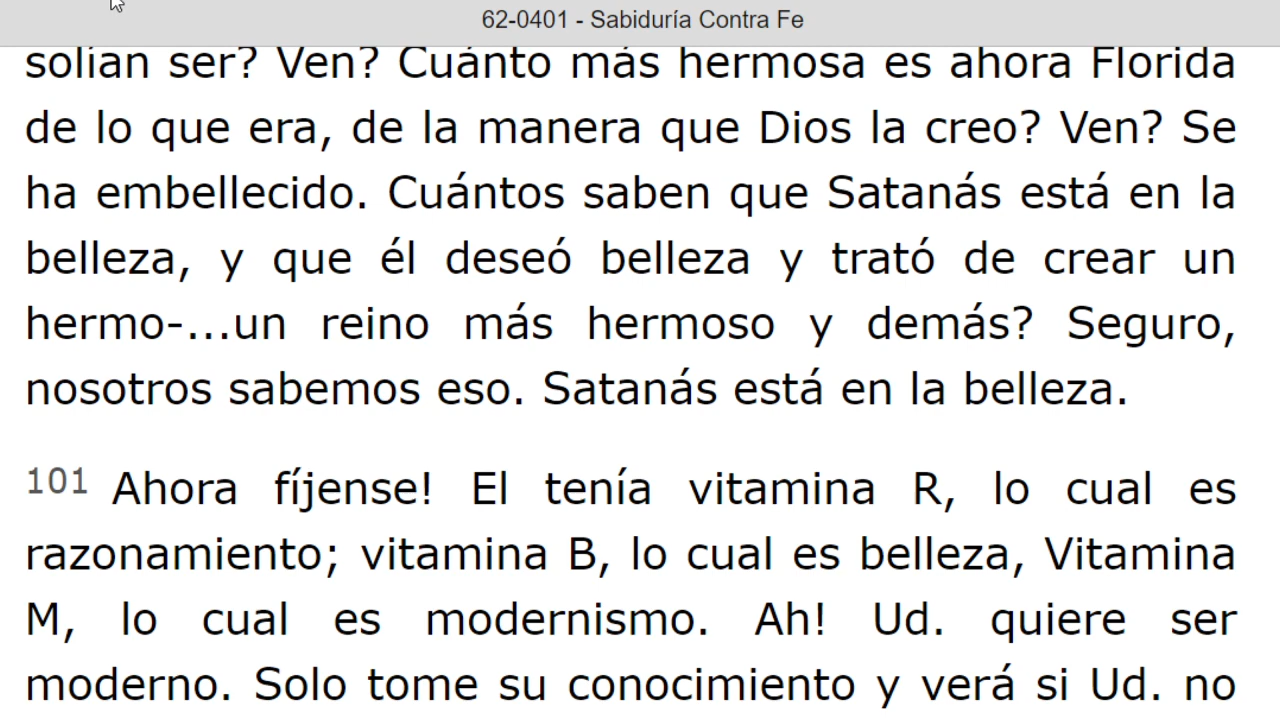 62-0401 - Sabiduría Contra Fe
solían ser? Ven? Cuánto más hermosa es ahora Florida
de lo que era, de la manera que Dios la creo? Ven? Se
ha embellecido. Cuántos saben que Satanás está en la
belleza, y que él deseó belleza y trató de crear un
hermo-...un reino más hermoso y demás? Seguro,
nosotros sabemos eso. Satanás está en la belleza.
101 Ahora fíjense! El tenía vitamina R, lo cual es
razonamiento; vitamina B, lo cual es belleza, Vitamina
M, lo cual es modernismo. Ah! Ud. quiere ser
moderno. Solo tome su conocimiento y verá si Ud. no